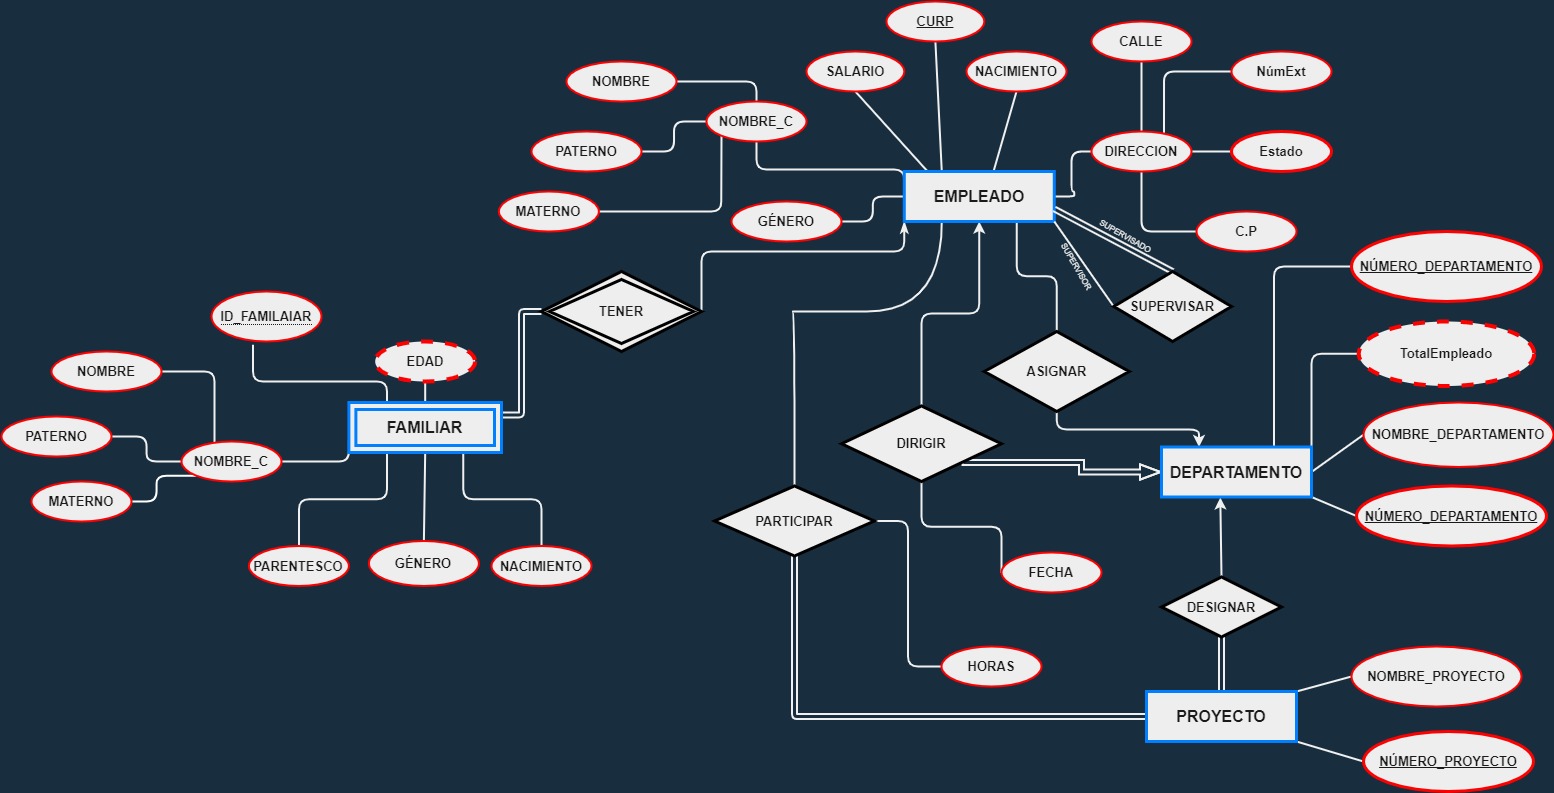 CURP
CALLE
SALARIO
NACIMIENTO
NúmExt
NOMBRE
NOMBRE_C
PATERNO
DIRECCION
Estado
EMPLEADO
MATERNO
GÉNERO
C.P
SUPERVISADO
SUPERVISOR
NÚMERO_DEPARTAMENTO
SUPERVISAR
TENER
ID_FAMILAIAR
TotalEmpleado
EDAD
NOMBRE
ASIGNAR
FAMILIAR
PATERNO
NOMBRE_DEPARTAMENTO
DIRIGIR
NOMBRE_C
DEPARTAMENTO
MATERNO
PARTICIPAR
NÚMERO_DEPARTAMENTO
PARENTESCO
GÉNERO
NACIMIENTO
FECHA
DESIGNAR
HORAS
NOMBRE_PROYECTO
PROYECTO
NÚMERO_PROYECTO